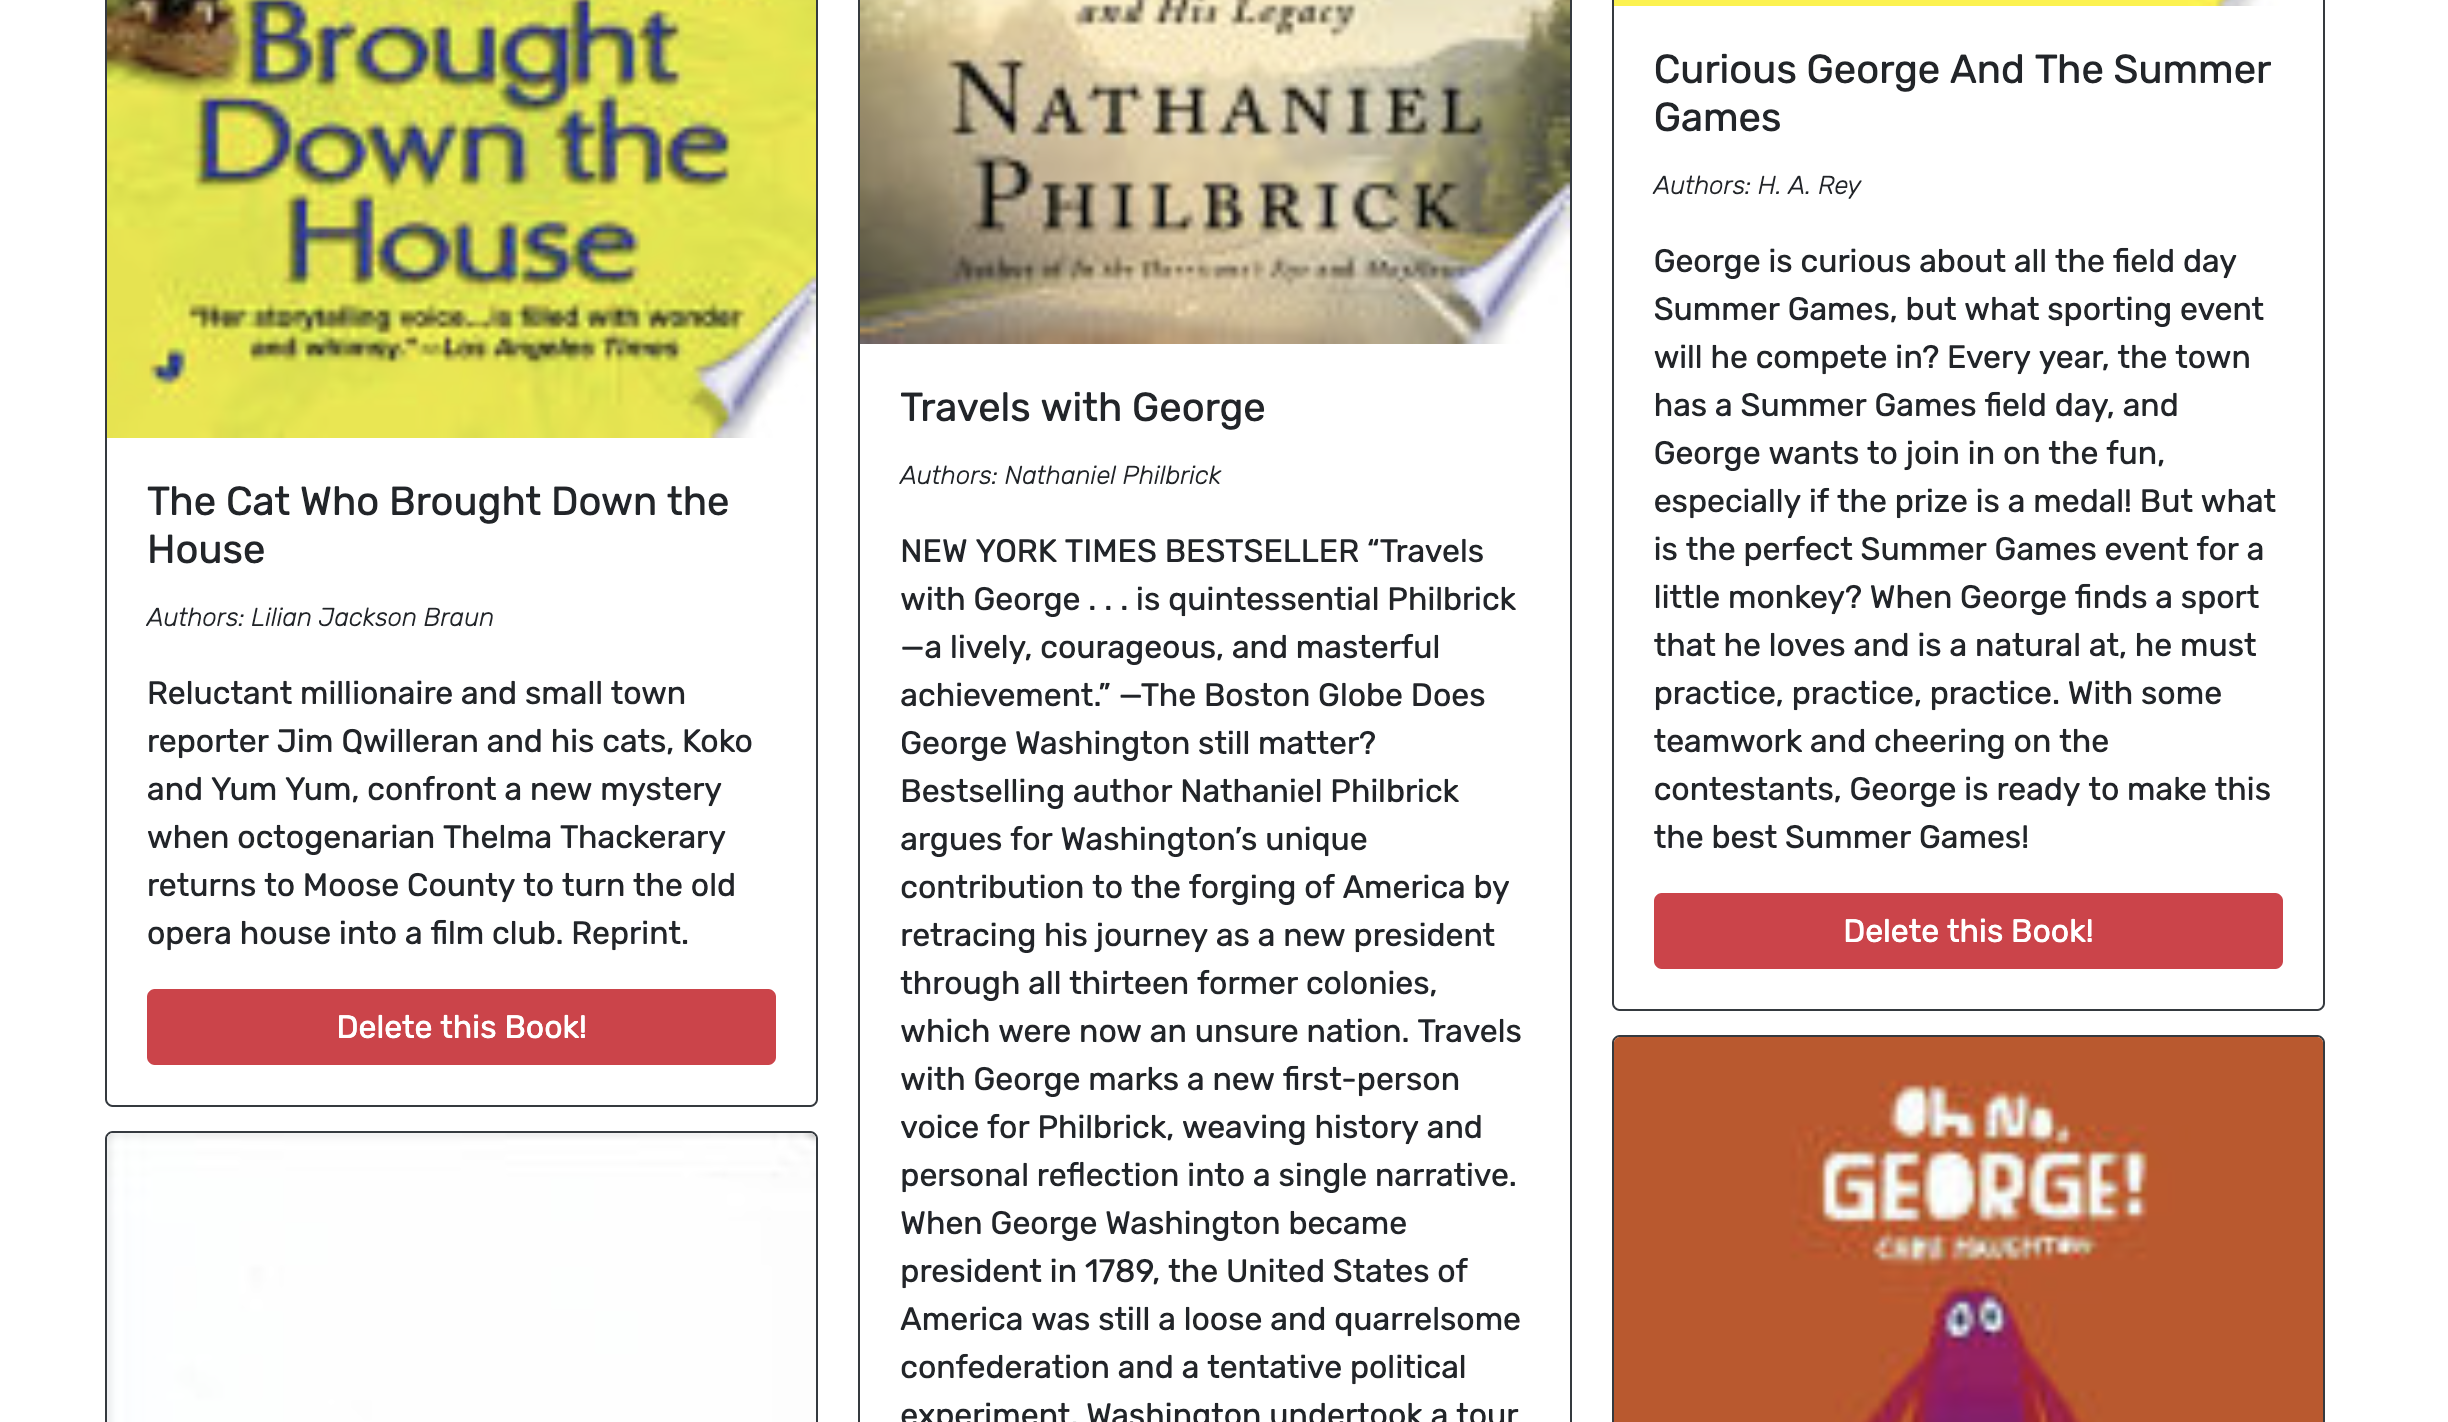 Brought
Down the
House
"Her storytelling voice...is filled with wonder
and whimsy."—Los Angeles Times
The Cat Who Brought Down the
House
Authors: Lilian Jackson Braun
Reluctant millionaire and small town
reporter Jim Qwilleran and his cats, Koko
and Yum Yum, confront a new mystery
when octogenarian Thelma Thackerary
returns to Moose County to turn the old
opera house into a film club. Reprint.
Delete this Book!
and His Legacy
NATHANIEL
PHILBRICK
Author of In the Hurricane's Eye and Mayflower
Travels with George
Authors: Nathaniel Philbrick
NEW YORK TIMES BESTSELLER “Travels
with George . . . is quintessential Philbrick
—a lively, courageous, and masterful
achievement.” —The Boston Globe Does
George Washington still matter?
Bestselling author Nathaniel Philbrick
argues for Washington’s unique
contribution to the forging of America by
retracing his journey as a new president
through all thirteen former colonies,
which were now an unsure nation. Travels
with George marks a new first-person
voice for Philbrick, weaving history and
personal reflection into a single narrative.
When George Washington became
president in 1789, the United States of
America was still a loose and quarrelsome
confederation and a tentative political
experiment. Washington undertook a tour
Curious George And The Summer
Games
Authors: H. A. Rey
George is curious about all the field day
Summer Games, but what sporting event
will he compete in? Every year, the town
has a Summer Games field day, and
George wants to join in on the fun,
especially if the prize is a medal! But what
is the perfect Summer Games event for a
little monkey? When George finds a sport
that he loves and is a natural at, he must
practice, practice, practice. With some
teamwork and cheering on the
contestants, George is ready to make this
the best Summer Games!
Delete this Book!
Oh No,
GEORGE!
CHRIS HAUGHTON